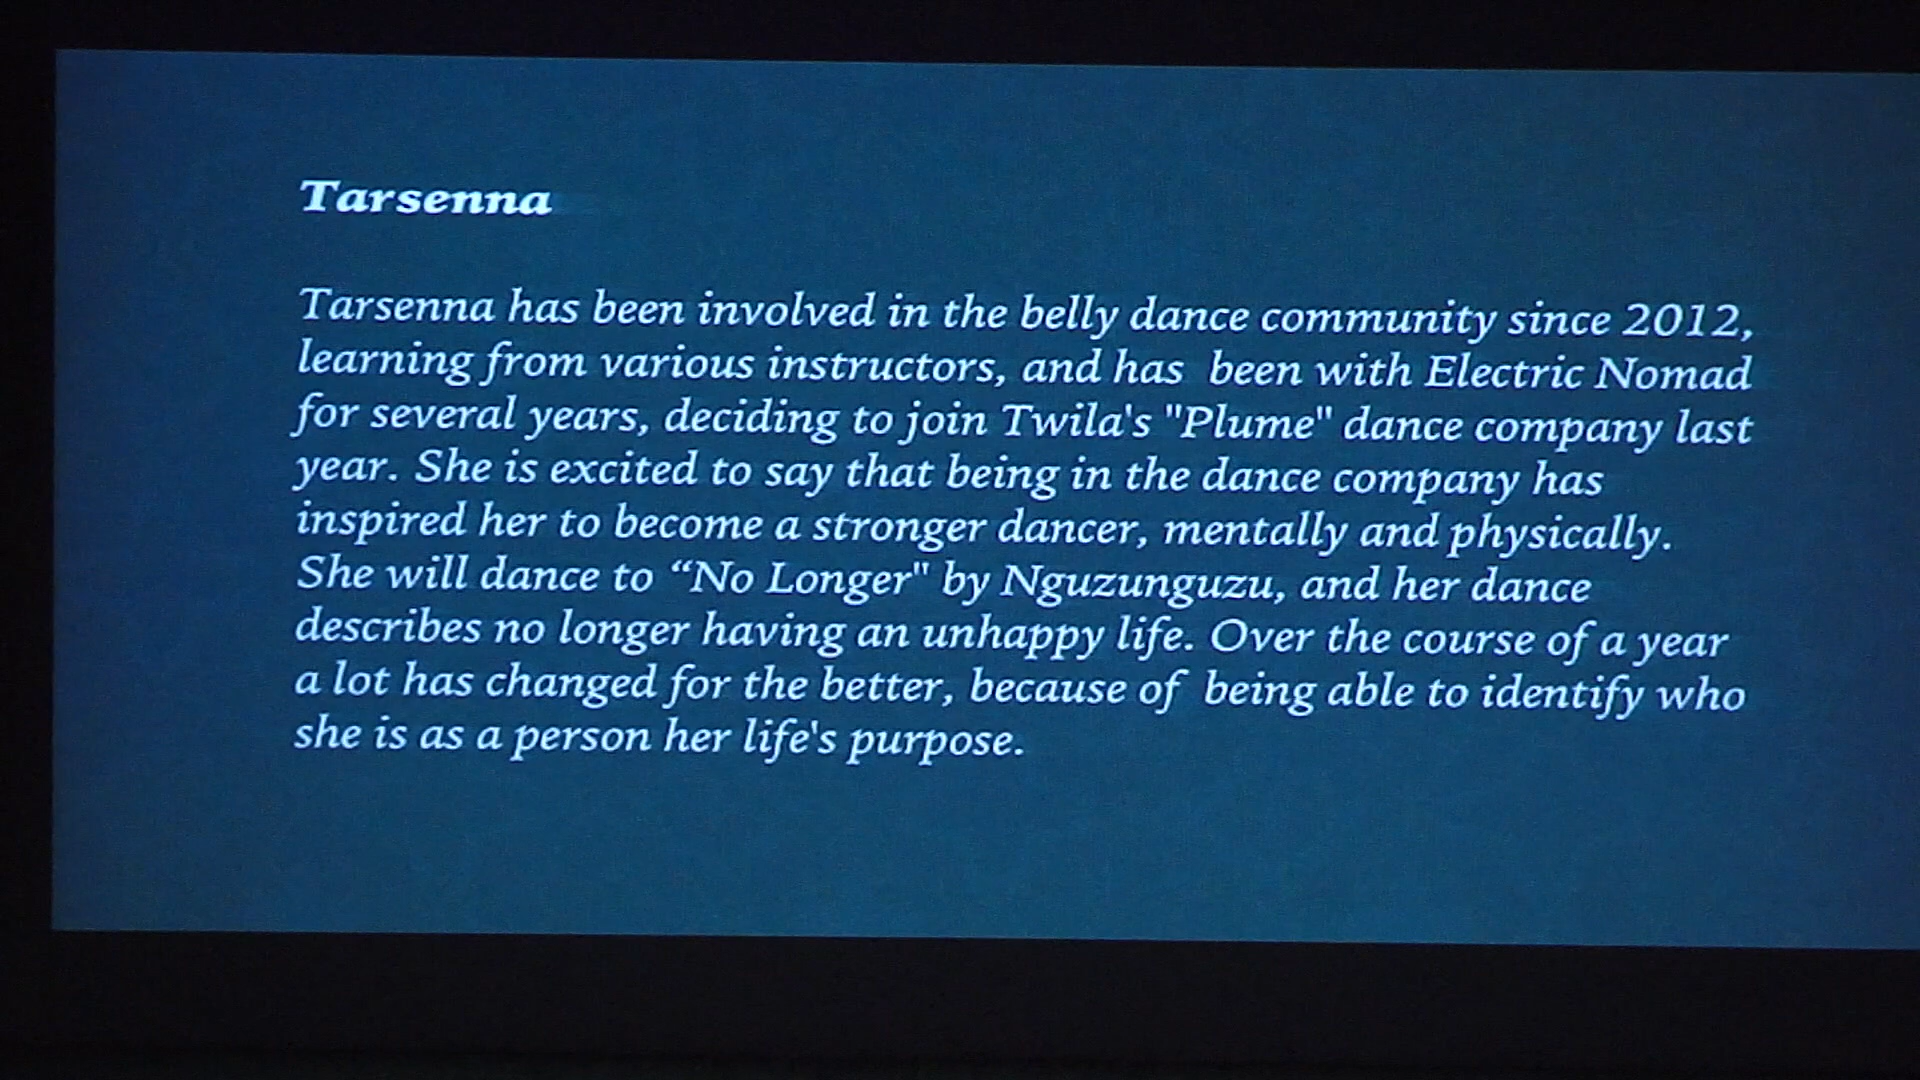 Tarsenna
Tarsenna has been involved in the belly dance community since 2012,
learning from various instructors, and has  been with Electric Nomad
for several years, deciding to join Twila's "Plume" dance company last
year. She is excited to say that being in the dance company has
inspired her to become a stronger dancer, mentally and physically.
She will dance to “No Longer" by Nguzunguzu, and her dance
describes no longer having an unhappy life. Over the course of a year
a lot has changed for the better, because of  being able to identify who
she is as a person her life's purpose.